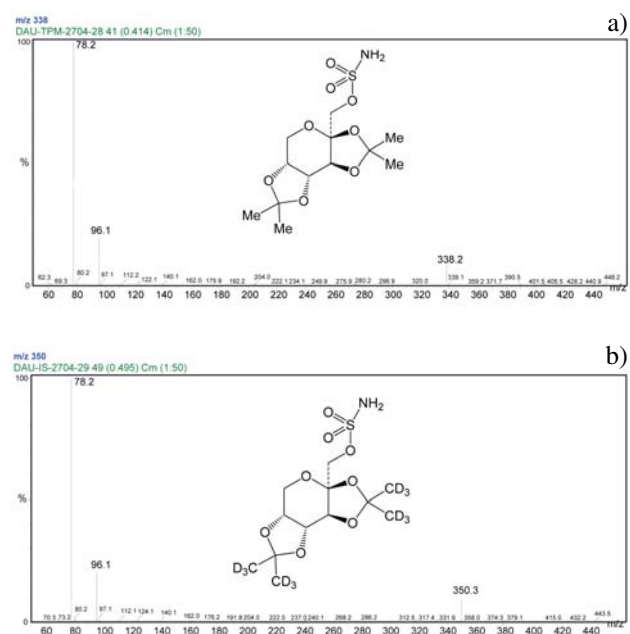 m/z 338
a)
DAU-TPM-2704-28 41 (0.414) Cm (1:50)
100
78.2
NH2
O S O
O
O O Me
O Me
O O
Me
Me
%
96.1
338.2
62.3 69.3 80.2 97.1 112.2 122.1 140.1 162.0 175.9 192.2 204.0 222.1 234.1 249.9 275.9 280.2 298.9 320.0 339.1 359.2 371.7 390.5 401.5 405.5 428.2 440.9 448.2
0
60 80 100 120 140 160 180 200 220 240 260 280 300 320 340 360 380 400 420 440 m/z
m/z 350
b)
DAU-IS-2704-29 49 (0.495) Cm (1:50)
100
78.2
NH2
O S O
O
O O CD3
O CD3
O O
D3C
CD3
%
96.1
350.3
70.3 73.2 80.2 97.1 112.1 124.1 140.1 162.0 176.2 191.8 204.0 222.0 237.0 240.1 268.2 286.2 312.5 317.4 331.9 358.0 374.3 379.1 415.0 432.2 443.5
0
60 80 100 120 140 160 180 200 220 240 260 280 300 320 340 360 380 400 420 440 m/z